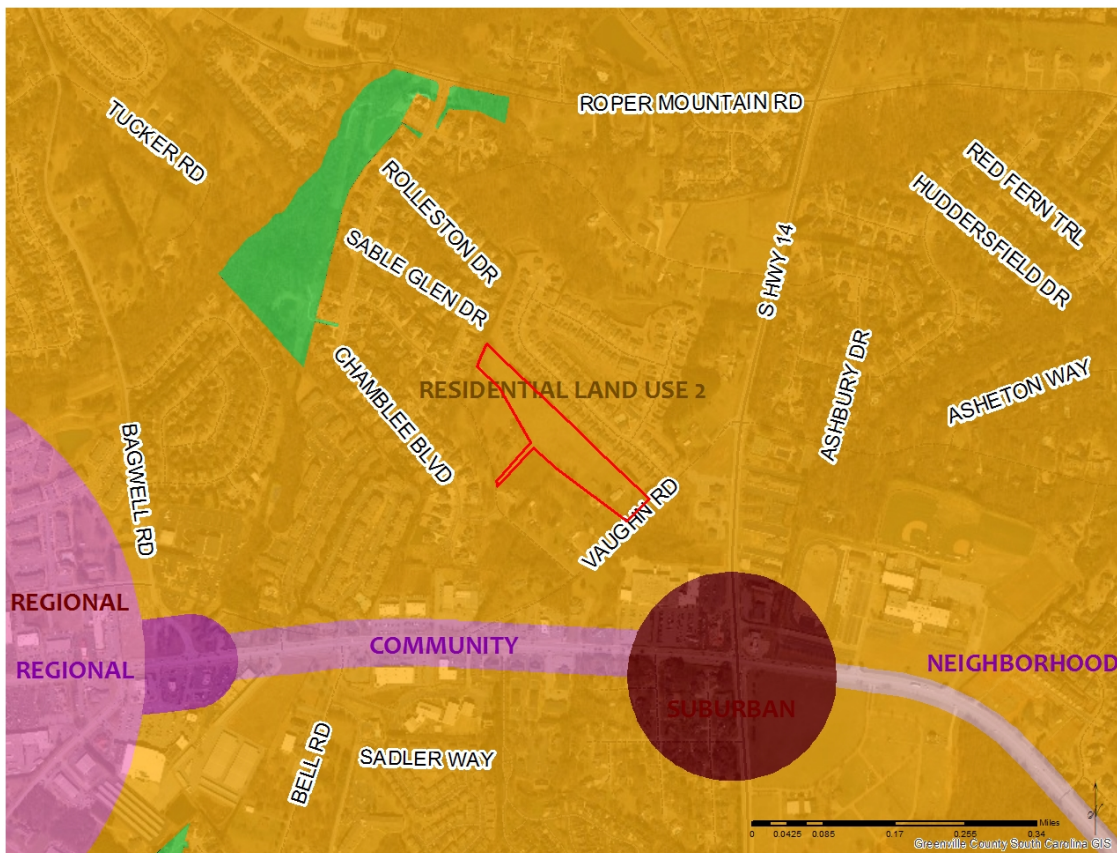 ROPER MOUNTAIN RD
TUCKER RD
RED FERN TRL
ROLLESTON DR
HUDDERSFIELD DR
SABLE GLEN DR
S HWY 14
CHAMBLEE BLVD
RESIDENTIAL LAND USE 2
ASHBURY DR
ASHETON WAY
BAGWELL RD
VAUGHN RD
REGIONAL
COMMUNITY
REGIONAL
NEIGHBORHOOD
SUBURBAN
BELL RD
SADLER WAY
N
Miles
0 0.0425 0.085 0.17 0.255 0.34
Greenville County South Carolina GIS